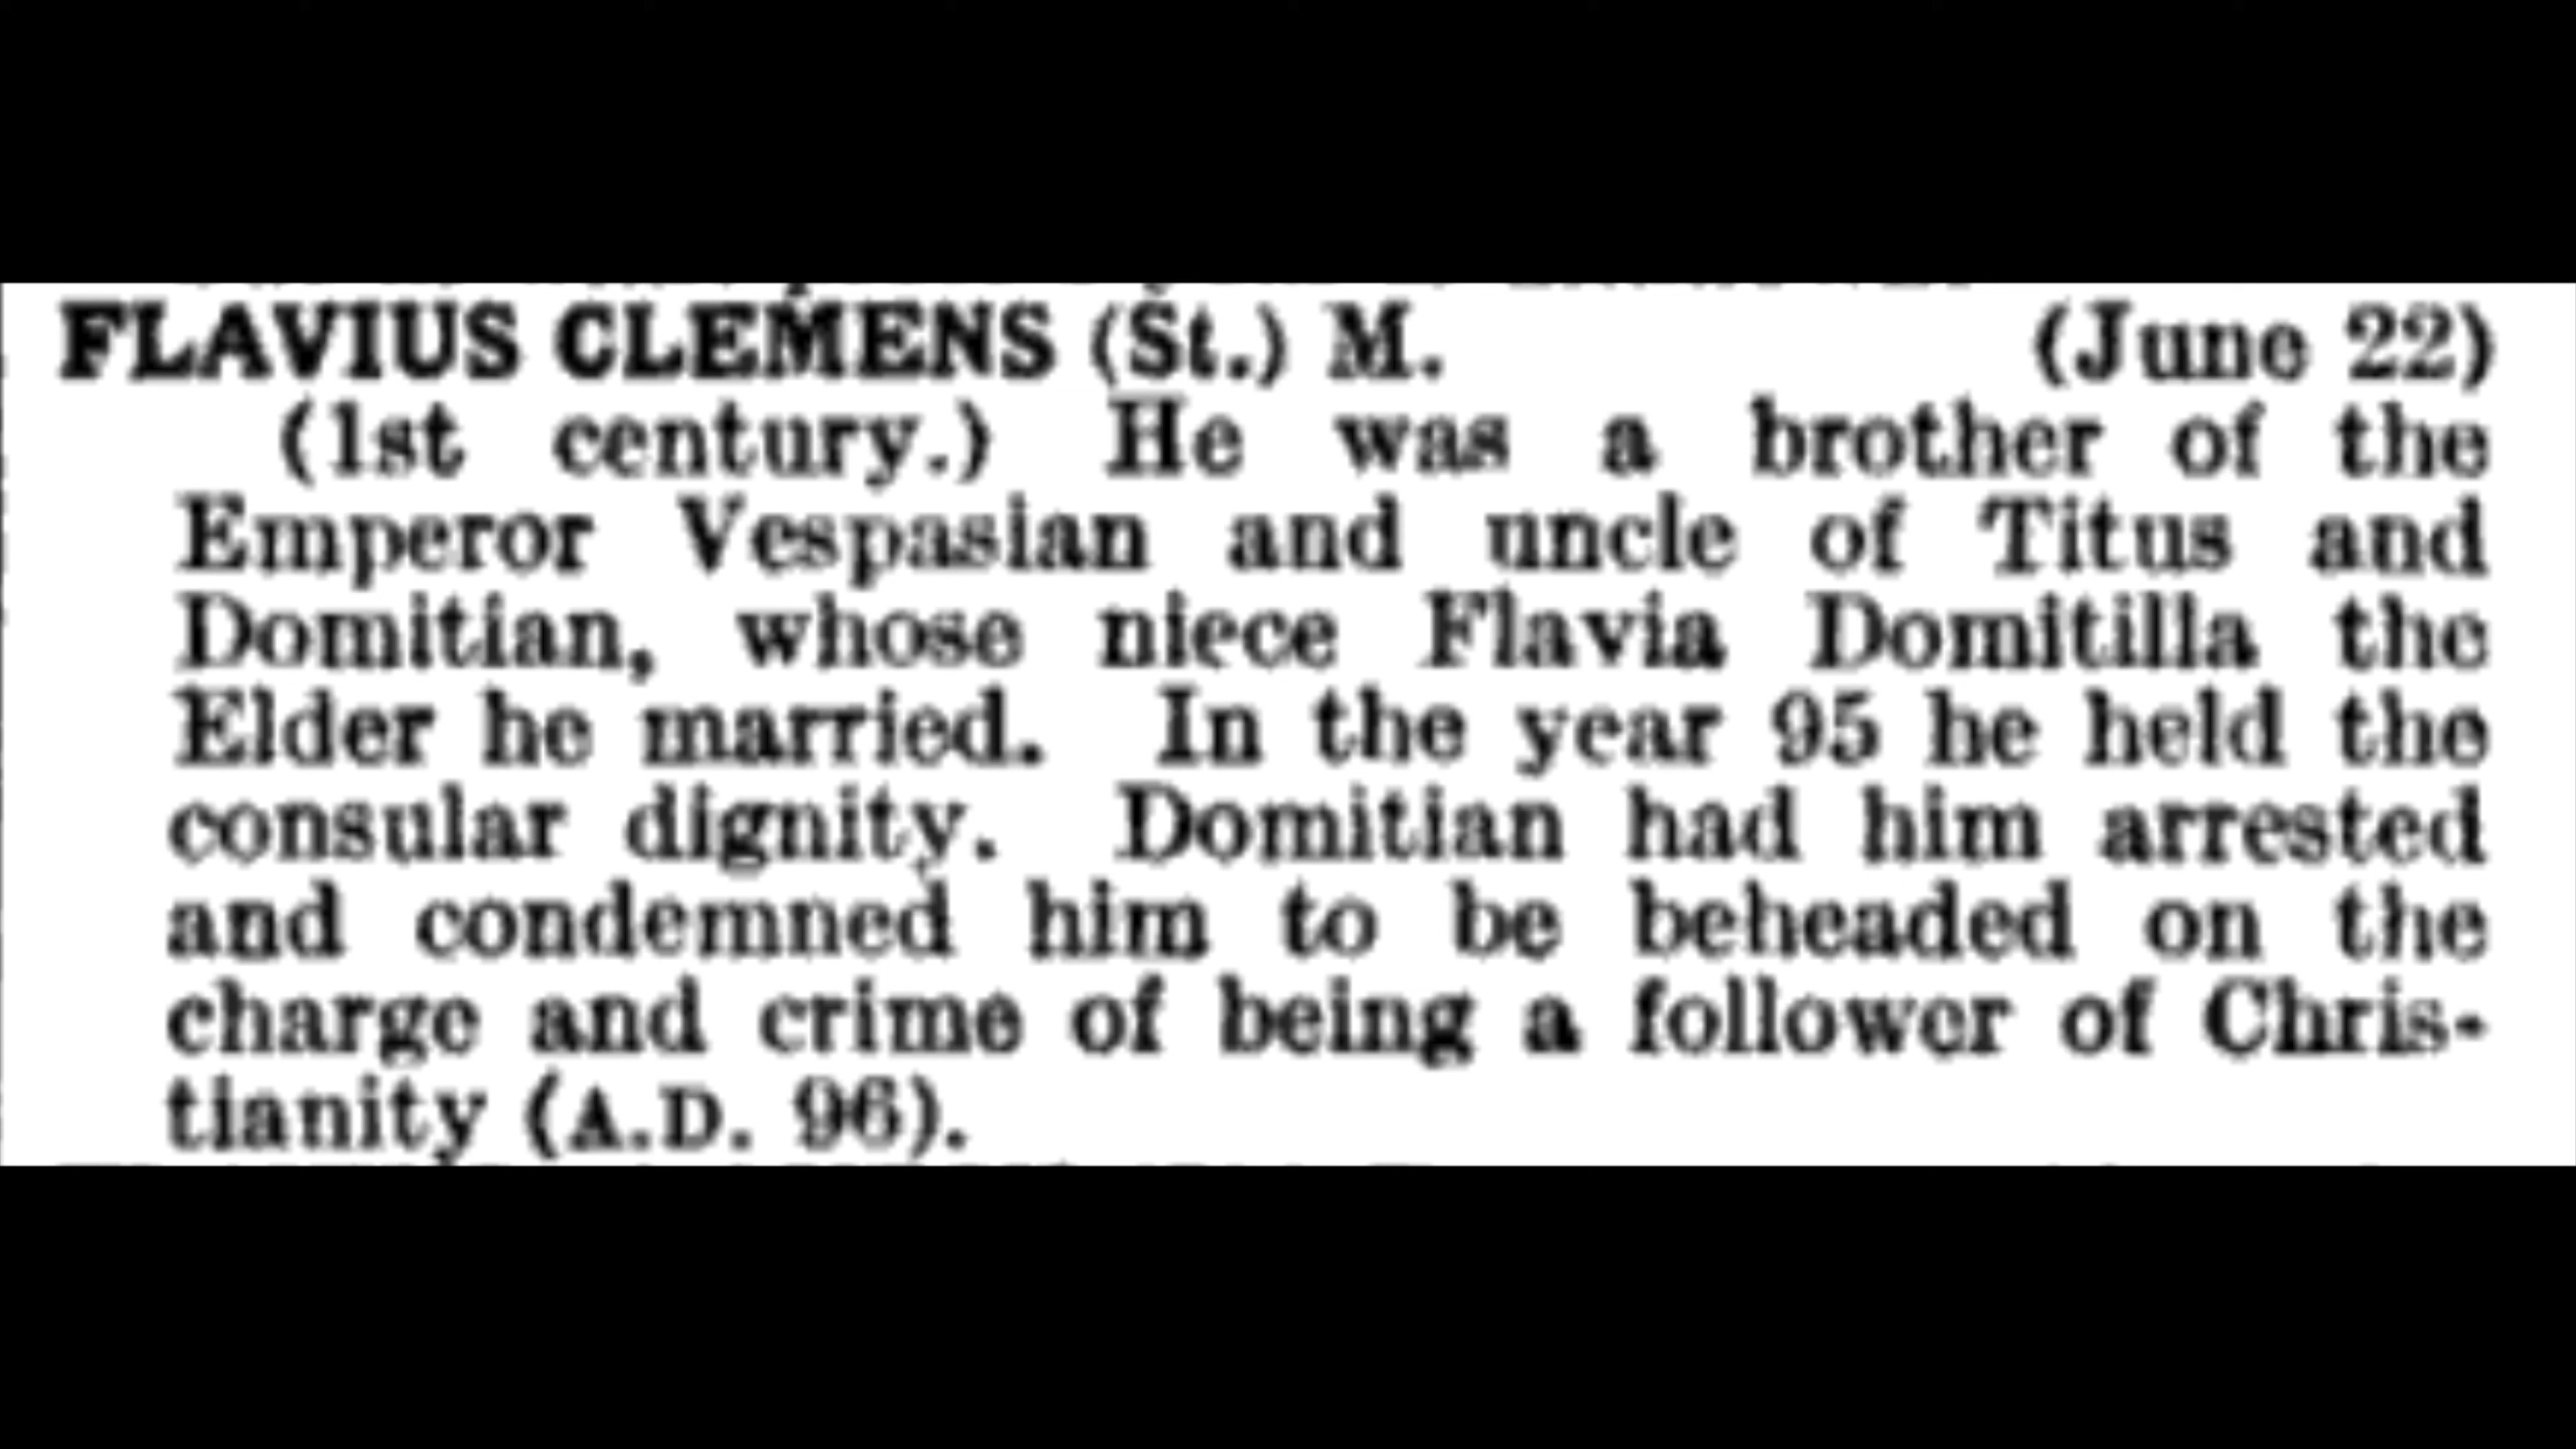 FLAVIUS CLEMENS (St.) M. (June 22)
(1st century.) He was a brother of the
Emperor Vespasian and uncle of Titus and
Domitian, whose niece Flavia Domitilla the
Elder he married. In the year 95 he held the
consular dignity. Domitian had him arrested
and condemned him to be beheaded on the
charge and crime of being a follower of Chris-
tianity (A.D. 96).